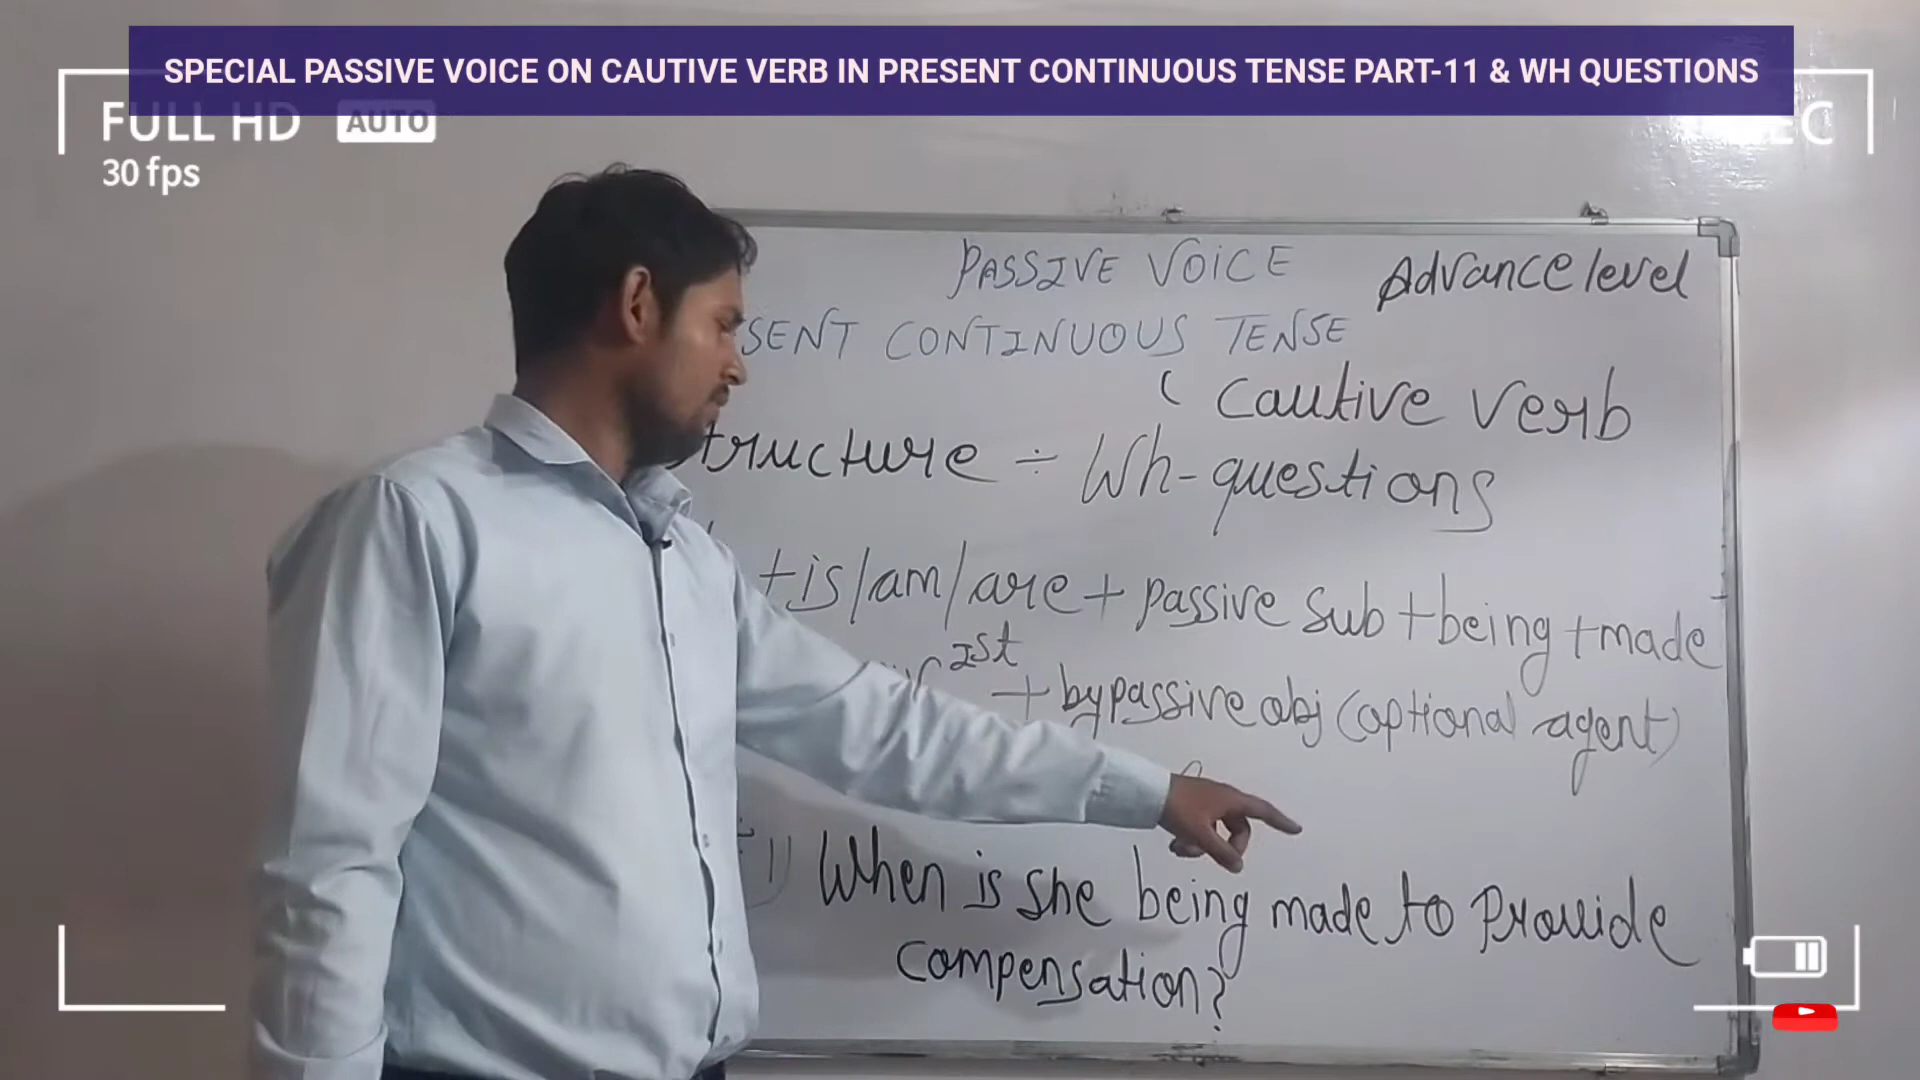 SPECIAL PASSIVE VOICE ON CAUTIVE VERB IN PRESENT CONTINUOUS TENSE PART-11 & WH QUESTIONS
FULL HD AUTO
30 fps
PASSIVE VOICE Advance level
SENT CONTINUOUS TENSE
( Cautive verb
tructure ÷ Wh-questions
+ is/am/are + passive sub + being + made
1st + by passive obj (optional agent)
1) When is she being made to provide
compensation?